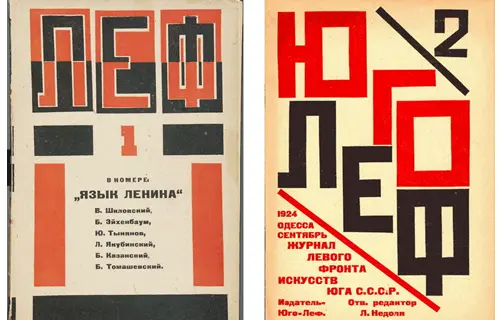 ЛЕФ
1
В НОМЕРЕ:
„ЯЗЫК ЛЕНИНА“
В. Шкловский,
Б. Эйхенбаум,
Ю. Тынянов,
Л. Якубинский,
Б. Казанский,
Б. Томашевский.
ЮГО
ЛЕФ
2
1924
ОДЕССА
СЕНТЯБРЬ
ЖУРНАЛ
ЛЕВОГО
ФРОНТА
ИСКУССТВ
ЮГА С.С.С.Р.
Издатель- Отв. редактор
Юго-Леф. Л. Недоля